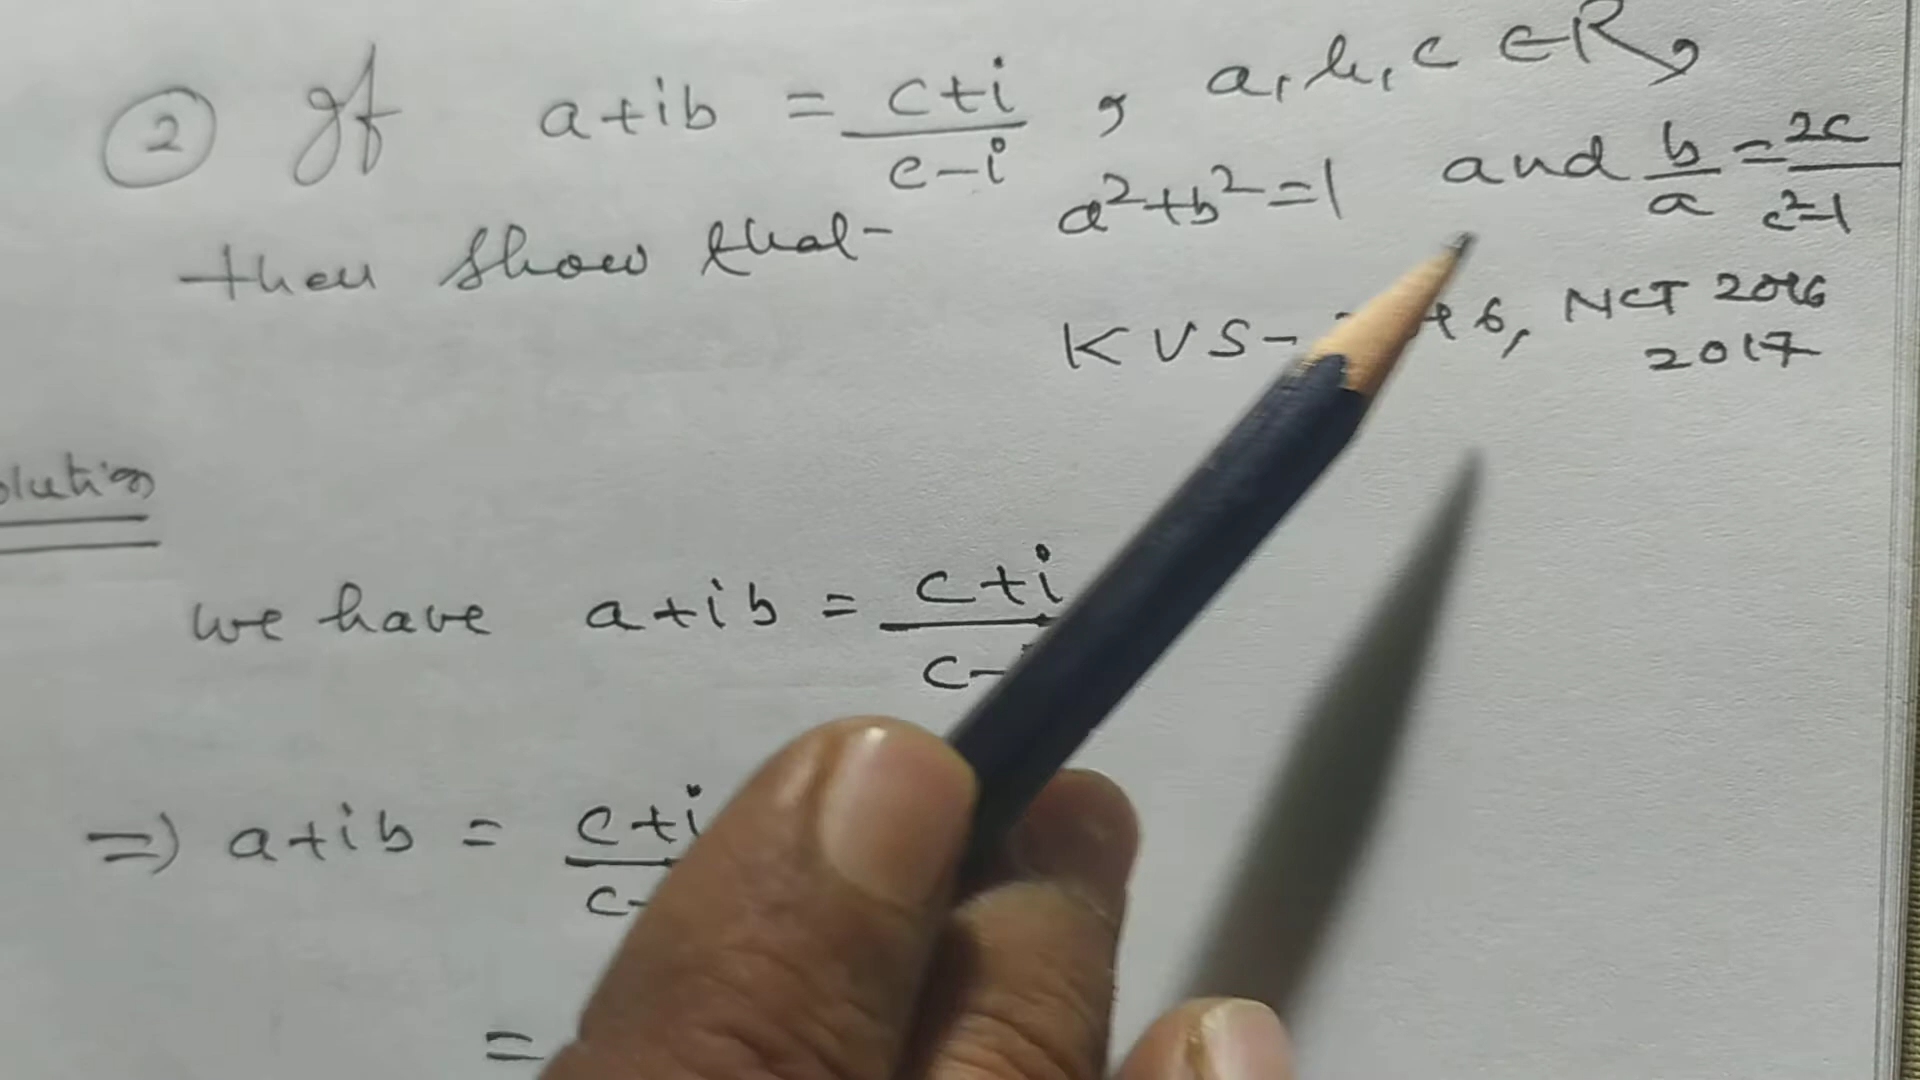 ② If a+ib = c+i / c-i , a, b, c ∈ R,
then show that a²+b²=1 and b/a = 2c / c²-1
KVS- 6, NCT 2016
2017
we have a+ib = c+i / c-
=> a+ib = c+i / c-
=